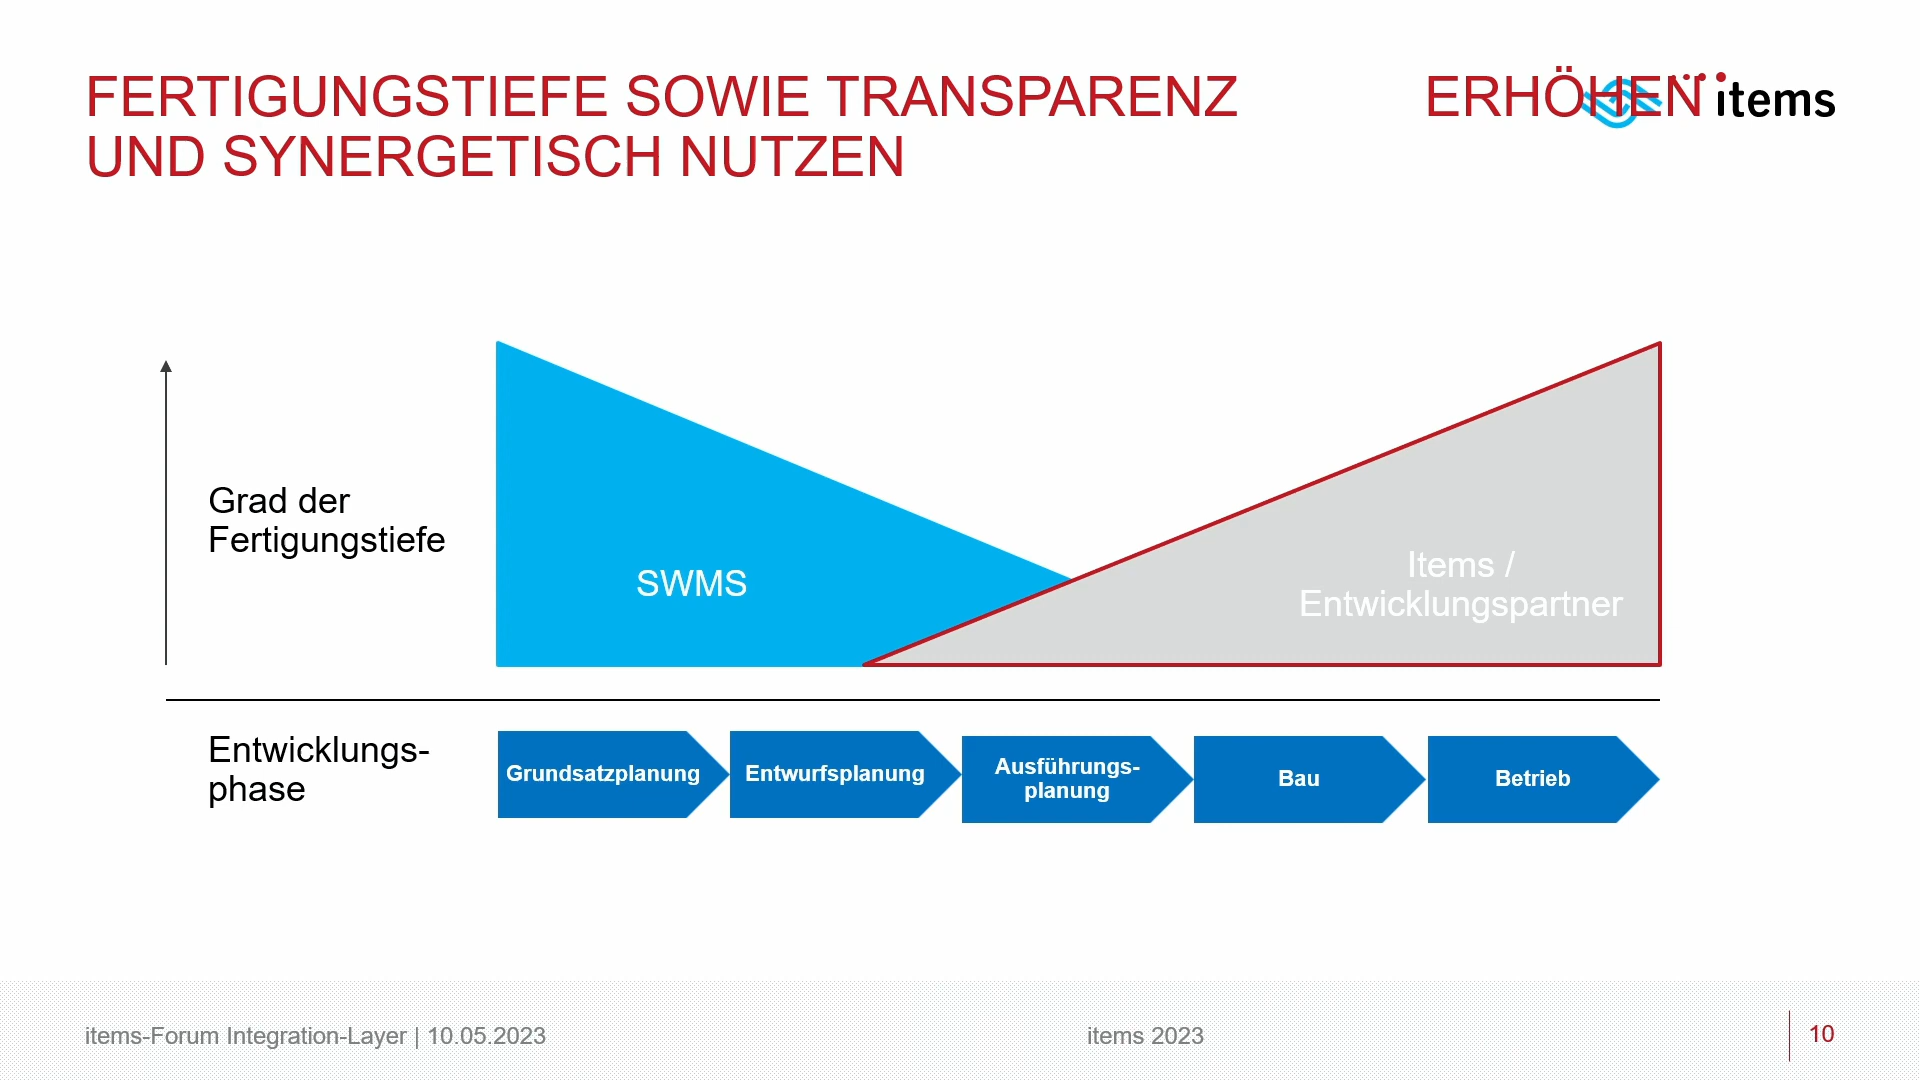 FERTIGUNGSTIEFE SOWIE TRANSPARENZ ERHÖHEN
UND SYNERGETISCH NUTZEN
items
Grad der
Fertigungstiefe
SWMS
Items /
Entwicklungspartner
Entwicklungs-
phase
Grundsatzplanung
Entwurfsplanung
Ausführungs-
planung
Bau
Betrieb
items-Forum Integration-Layer | 10.05.2023
items 2023
10